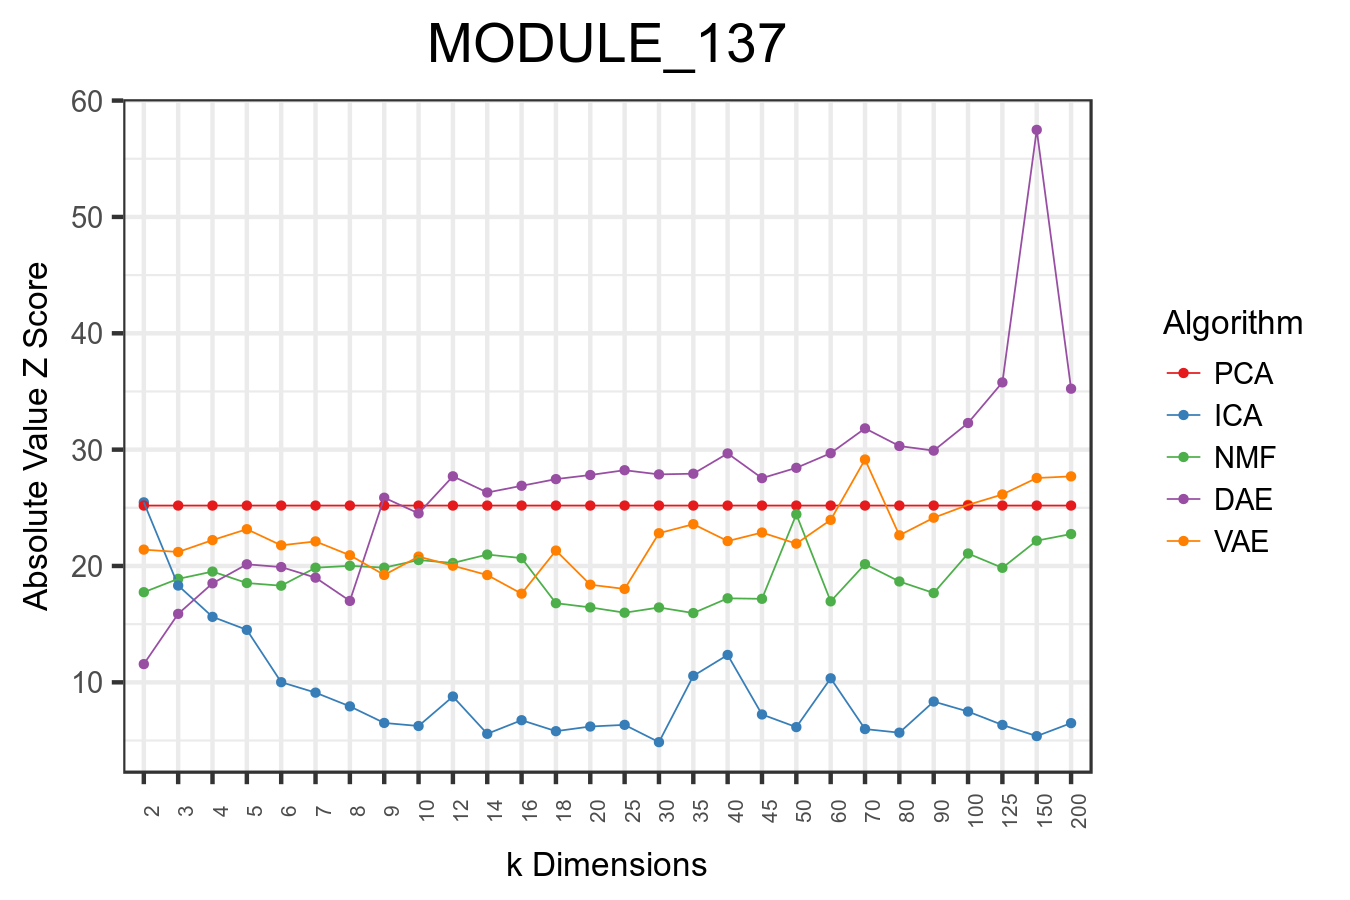 MODULE_137
60
50
40
30
20
10
Absolute Value Z Score
2 3 4 5 6 7 8 9 10 12 14 16 18 20 25 30 35 40 45 50 60 70 80 90 100 125 150 200
k Dimensions
Algorithm
PCA
ICA
NMF
DAE
VAE